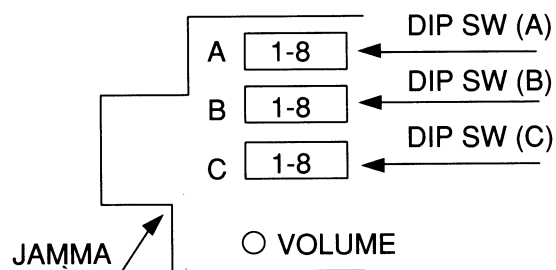 DIP SW (A)
A 1-8
DIP SW (B)
B 1-8
DIP SW (C)
C 1-8
VOLUME
JAMMA